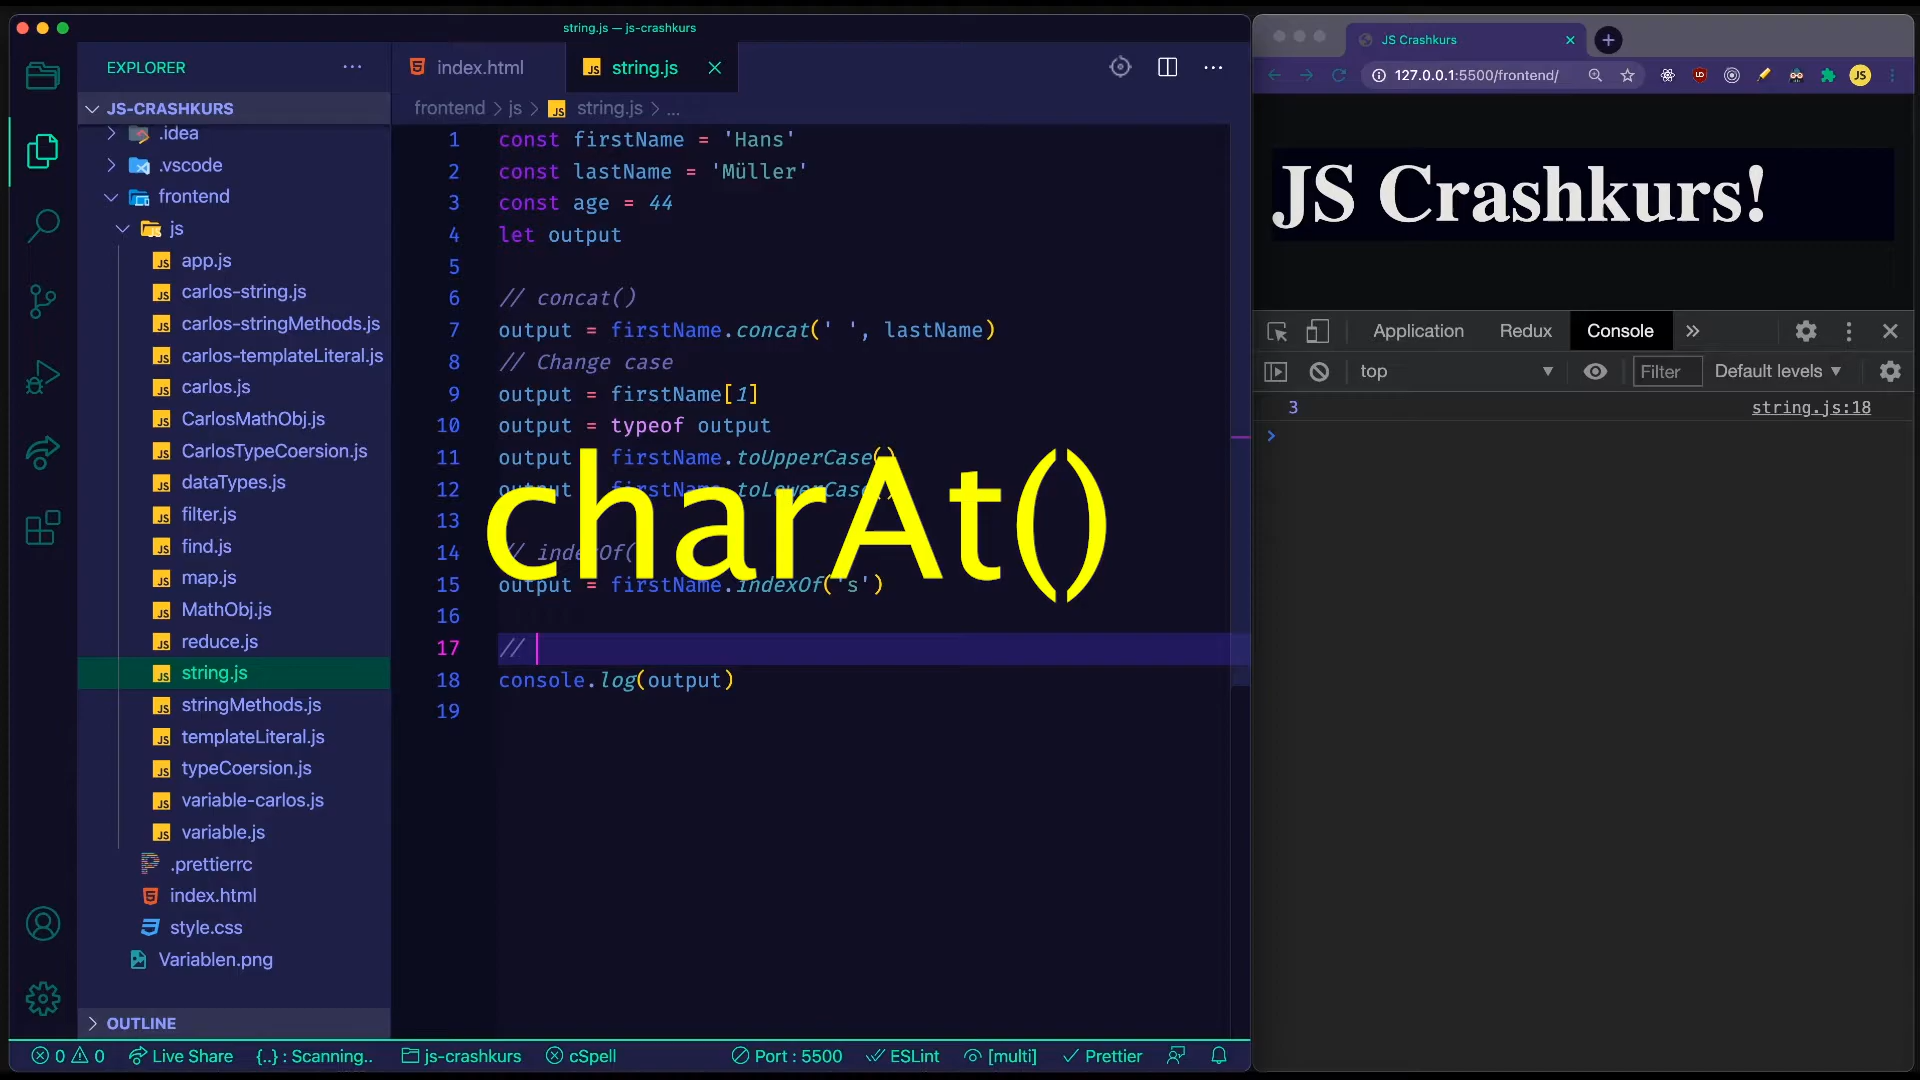 string.js — js-crashkurs
EXPLORER
JS-CRASHKURS
.idea
.vscode
frontend
js
app.js
carlos-string.js
carlos-stringMethods.js
carlos-templateLiteral.js
carlos.js
CarlosMathObj.js
CarlosTypeCoersion.js
dataTypes.js
filter.js
find.js
map.js
MathObj.js
reduce.js
string.js
stringMethods.js
templateLiteral.js
typeCoersion.js
variable-carlos.js
variable.js
.prettierrc
index.html
style.css
Variablen.png
OUTLINE
index.html
string.js
frontend > js > string.js > ...
1 const firstName = 'Hans'
2 const lastName = 'Müller'
3 const age = 44
4 let output
5
6 // concat()
7 output = firstName.concat(' ', lastName)
8 // Change case
9 output = firstName[1]
10 output = typeof output
11 output firstName.toUpperCase()
12 output firstName.toLowerCase()
13
14 // indexOf(
15 output = firstName.indexOf('s')
16
17 //
18 console.log(output)
19
charAt()
0 0 Live Share {..} : Scanning.. js-crashkurs cSpell Port : 5500 ESLint [multi] Prettier
JS Crashkurs
127.0.0.1:5500/frontend/
JS
JS Crashkurs!
Application Redux Console
top Filter Default levels
3 string.js:18